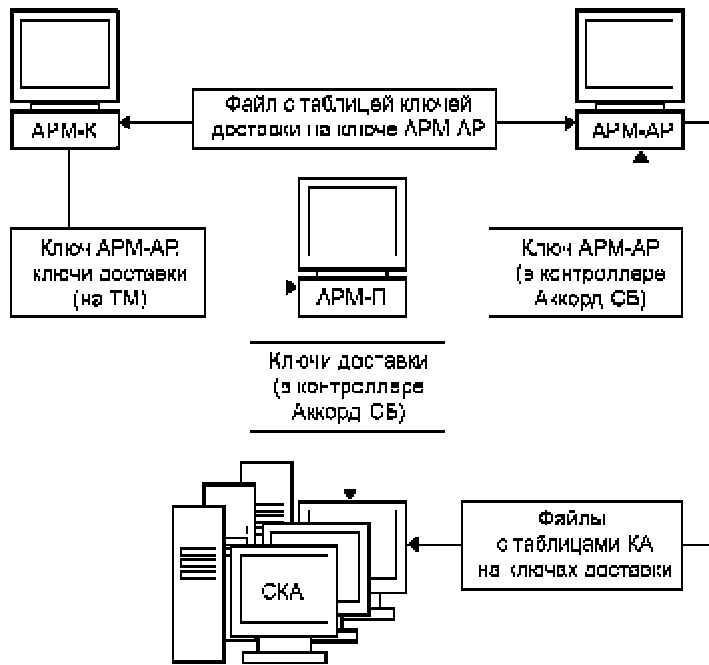 Файл с таблицей ключей
доставки на ключе АРМ АР
АРМ-К
АРМ-АР
Ключ АРМ-АР,
ключи доставки
(на ТМ)
АРМ-П
Ключ АРМ-АР
(в контроллере
Аккорд СБ)
Ключи доставки
(в контроллере
Аккорд СБ)
Файлы
с таблицами КА
на ключах доставки
СКА